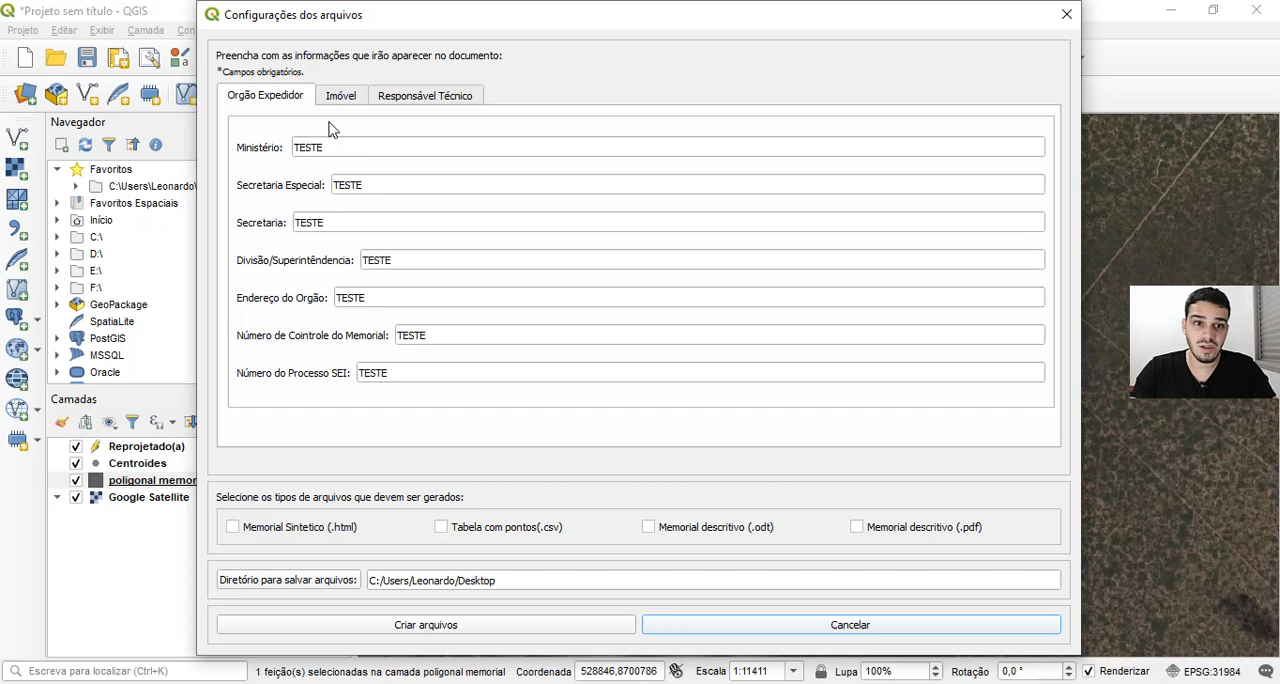 *Projeto sem título - QGIS
Projeto Editar Exibir Camada Con
Navegador
Favoritos
C:\Users\Leonardo\
Favoritos Espaciais
Início
C:\
D:\
E:\
F:\
GeoPackage
SpatiaLite
PostGIS
MSSQL
Oracle
Camadas
Reprojetado(a)
Centroides
poligonal memor
Google Satellite
Configurações dos arquivos
Preencha com as informações que irão aparecer no documento:
*Campos obrigatórios.
Orgão Expedidor Imóvel Responsável Técnico
Ministério: TESTE
Secretaria Especial: TESTE
Secretaria: TESTE
Divisão/Superintêndencia: TESTE
Endereço do Orgão: TESTE
Número de Cointrole do Memorial: TESTE
Número do Processo SEI: TESTE
Selecione os tipos de arquivos que devem ser gerados:
Memorial Sintetico (.html) Tabela com pontos(.csv) Memorial descritivo (.odt) Memorial descritivo (.pdf)
Diretório para salvar arquivos: C:/Users/Leonardo/Desktop
Criar arquivos Cancelar
Escreva para localizar (Ctrl+K) 1 feição(s) selecionadas na camada poligonal memorial Coordenada 528846,8700786 Escala 1:11411 Lupa 100% Rotação 0,0 ° Renderizar EPSG:31984